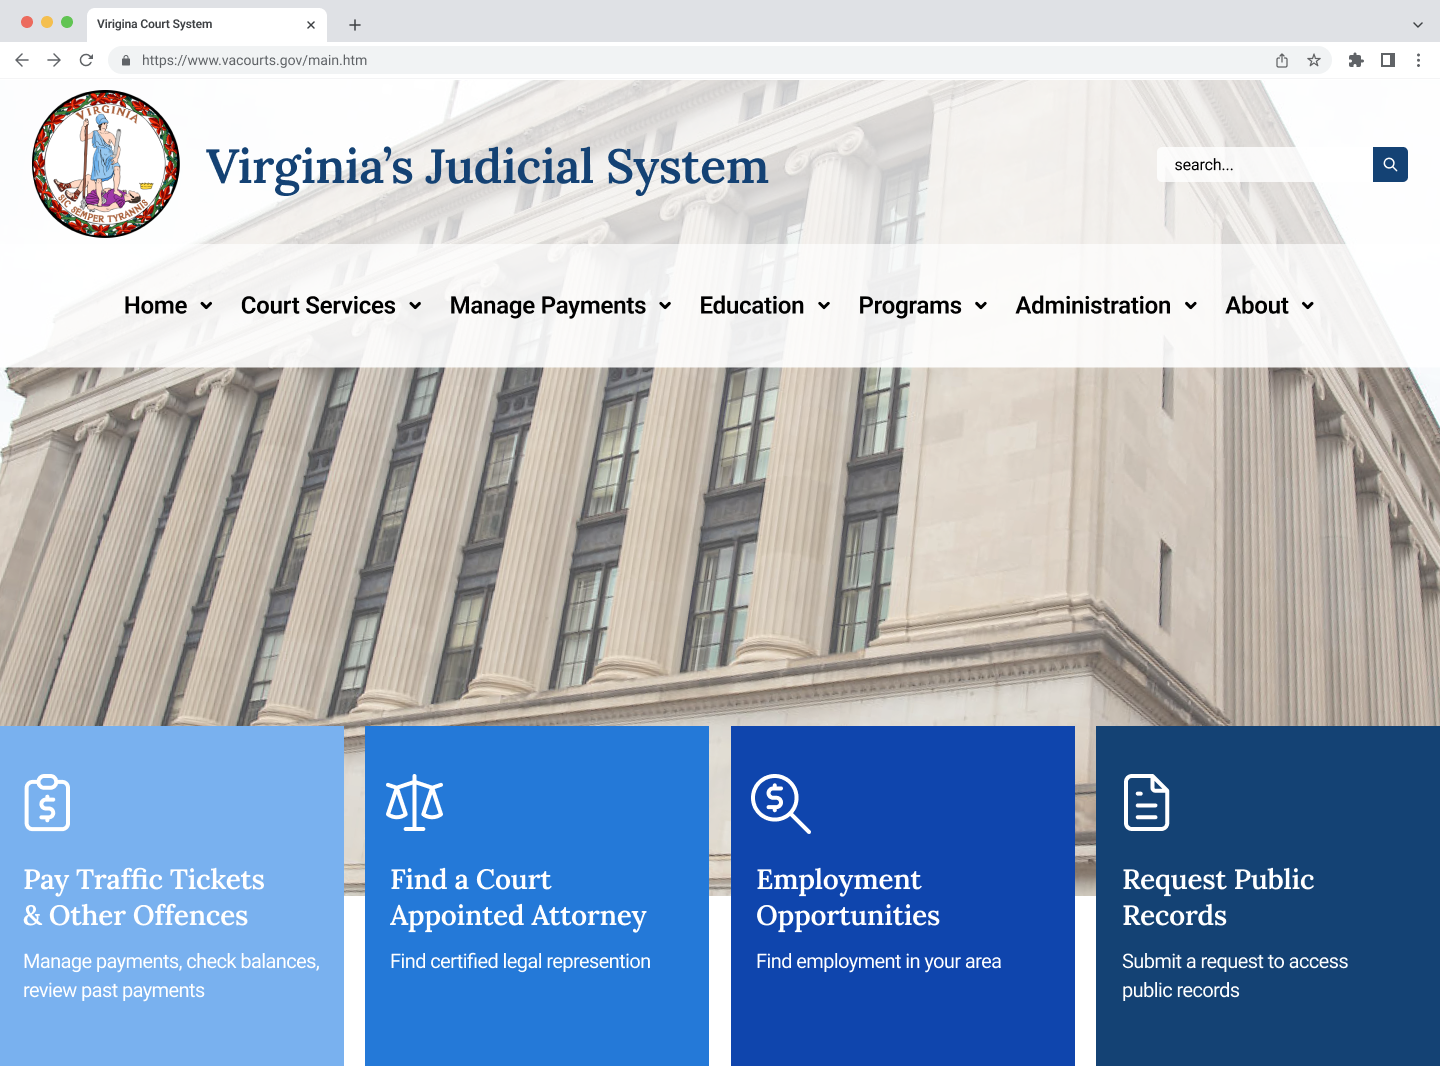 Virigina Court System
https://www.vacourts.gov/main.htm
VIRGINIA
SIC SEMPER TYRANNIS
Virginia’s Judicial System
search...
Home Court Services Manage Payments Education Programs Administration About
Pay Traffic Tickets
& Other Offences
Manage payments, check balances,
review past payments
Find a Court
Appointed Attorney
Find certified legal represention
Employment
Opportunities
Find employment in your area
Request Public
Records
Submit a request to access
public records